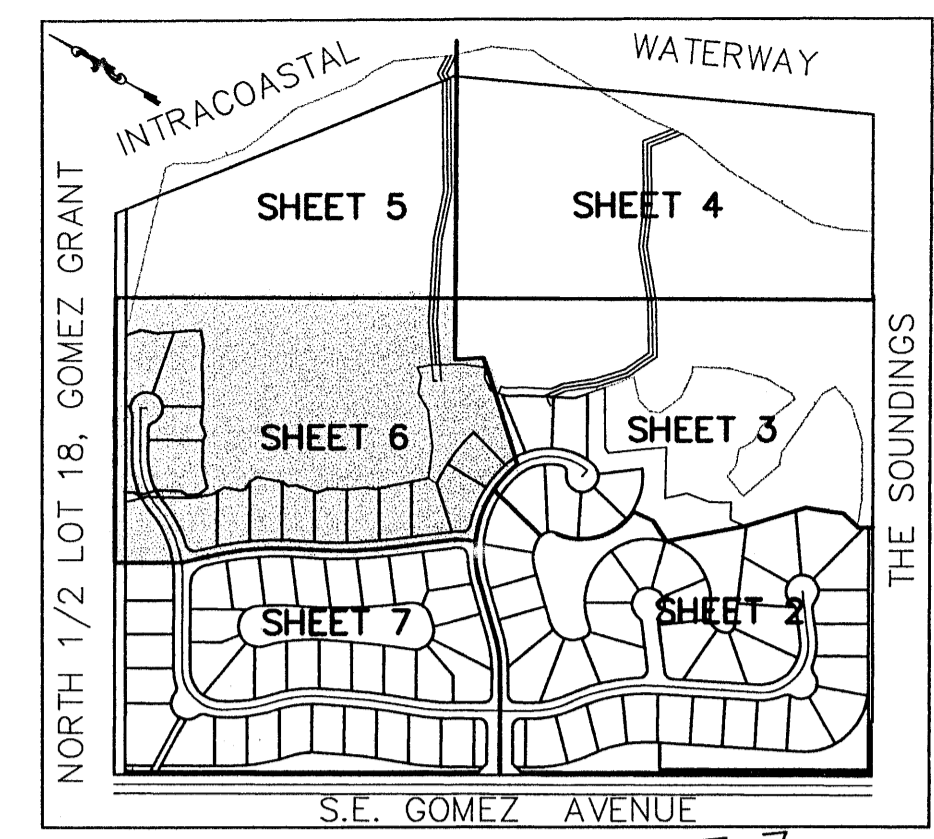 INTRACOASTAL
WATERWAY
NORTH 1/2 LOT 18, GOMEZ GRANT
SHEET 5
SHEET 4
SHEET 6
SHEET 3
THE SOUNDINGS
SHEET 7
SHEET 2
S.E. GOMEZ AVENUE